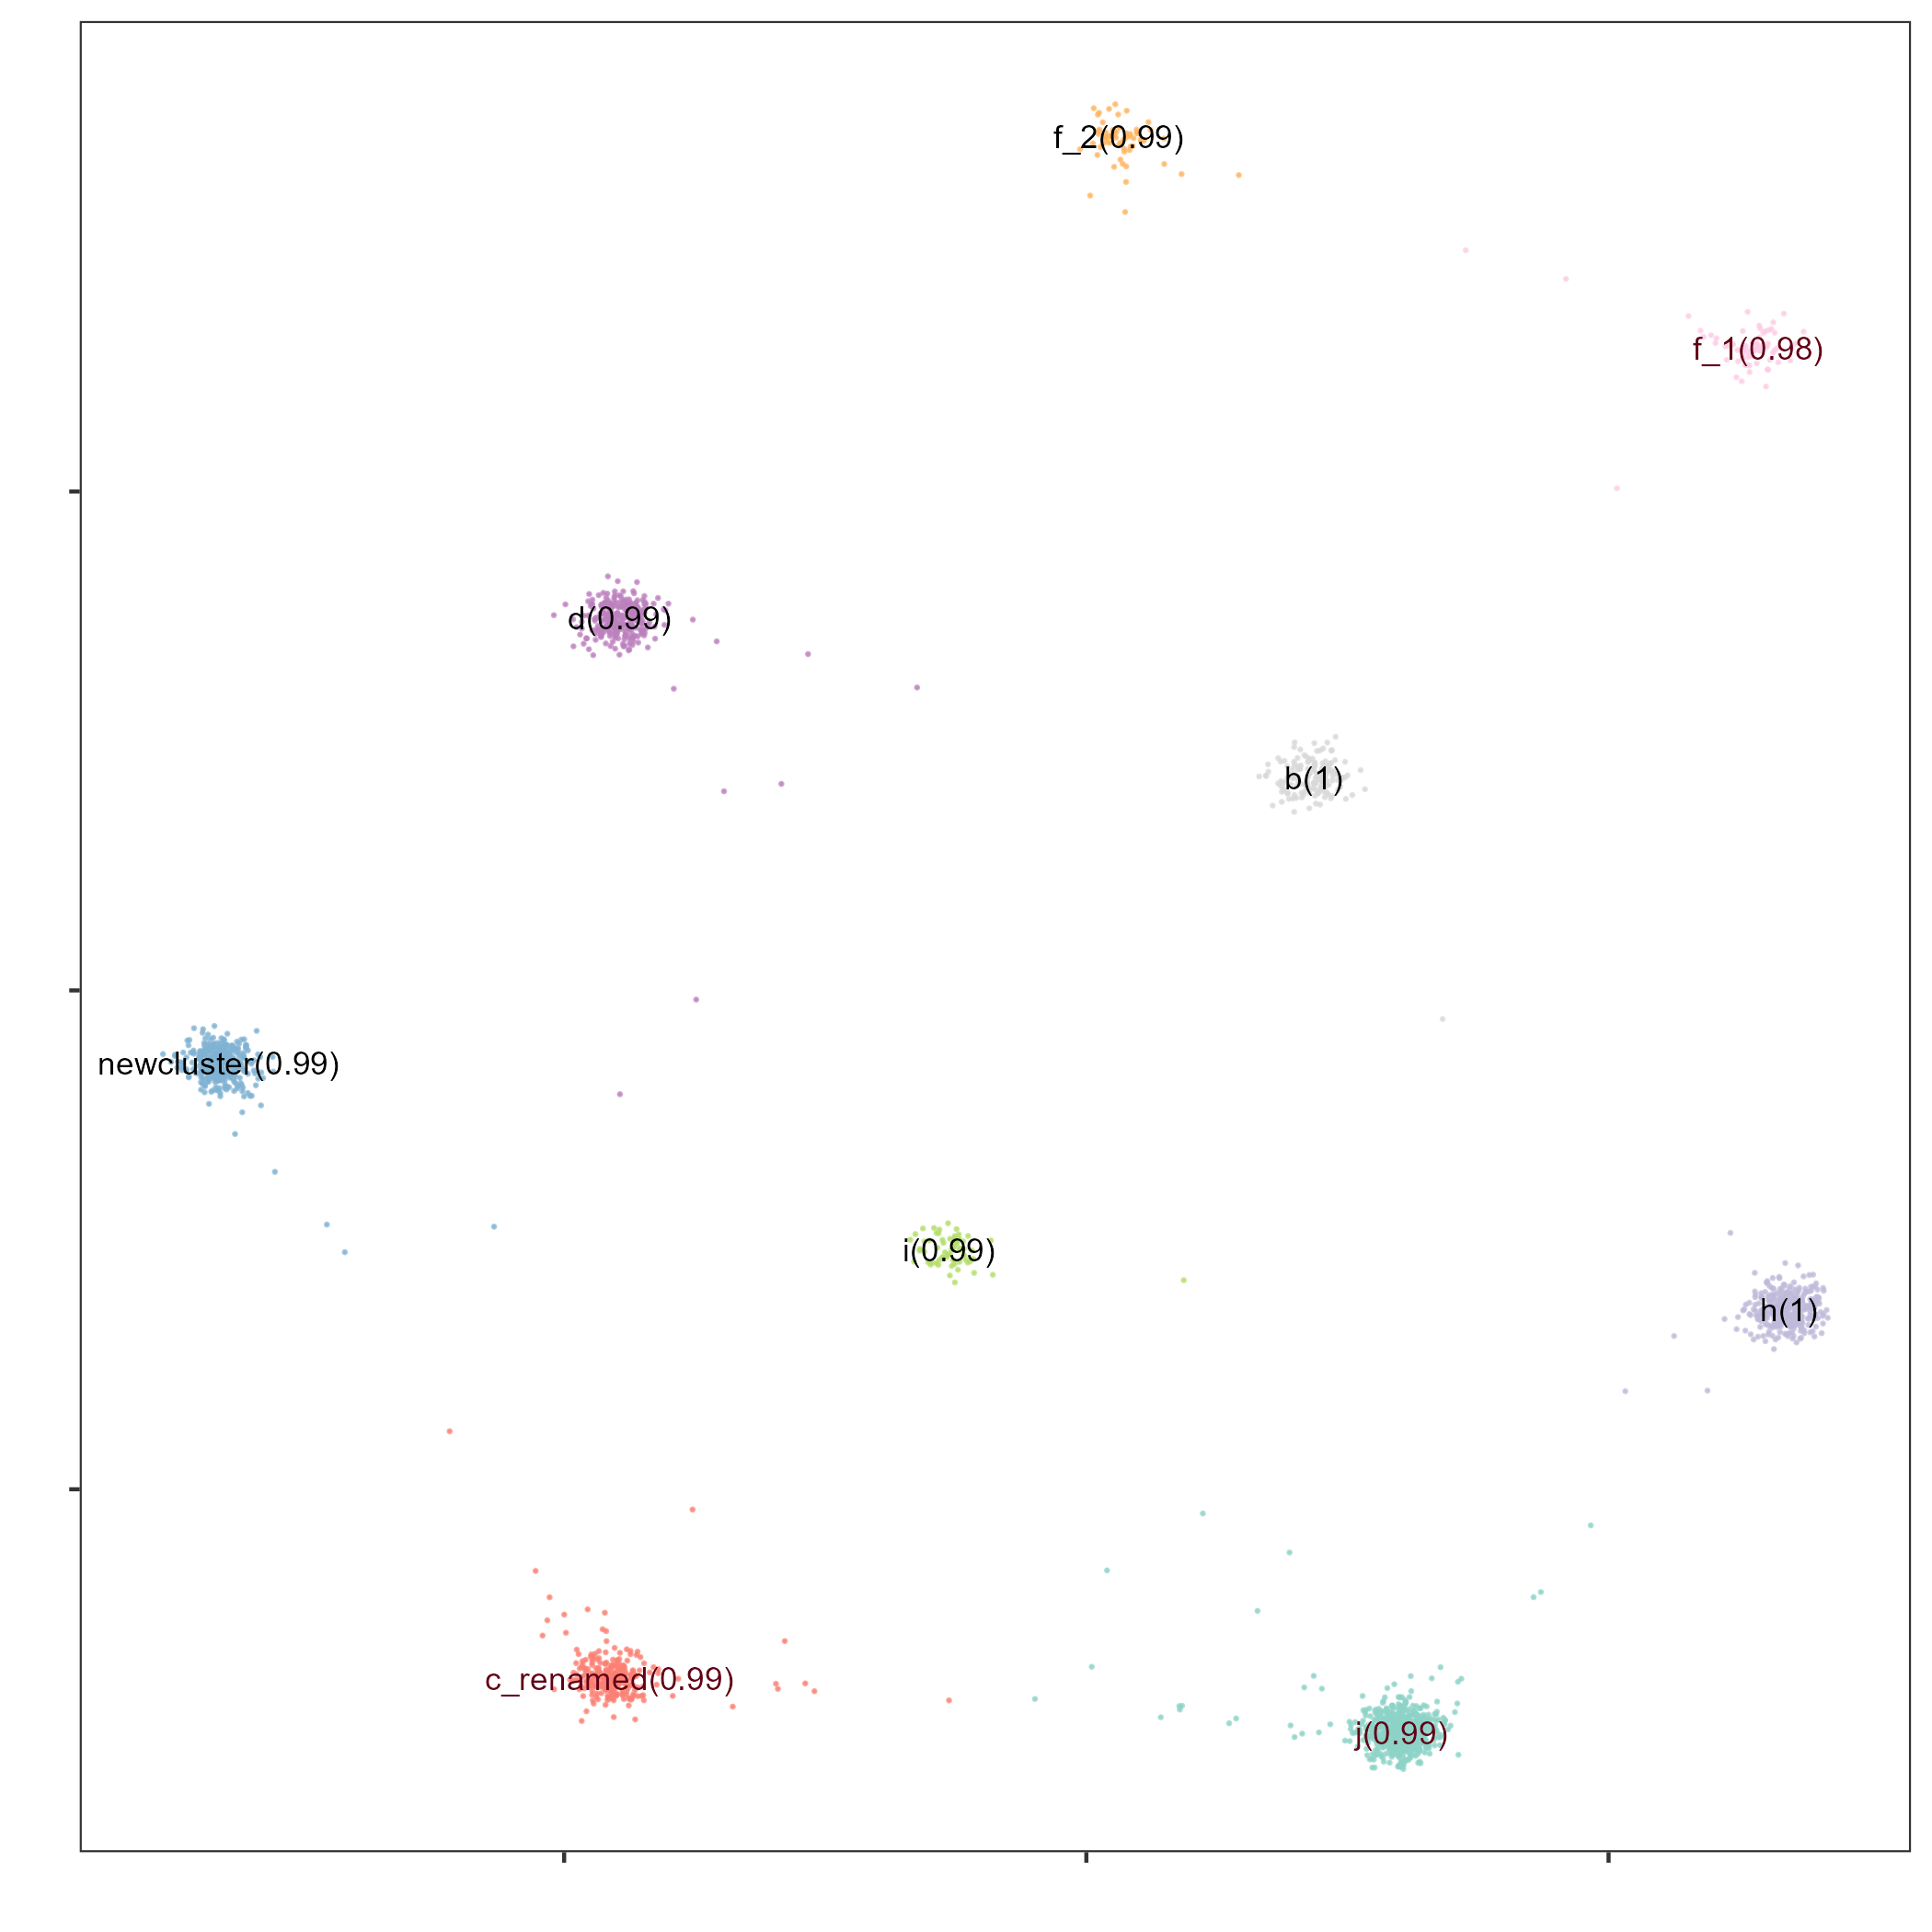 f_2(0.99)
f_1(0.98)
d(0.99)
b(1)
newcluster(0.99)
i(0.99)
h(1)
c_renamed(0.99)
j(0.99)